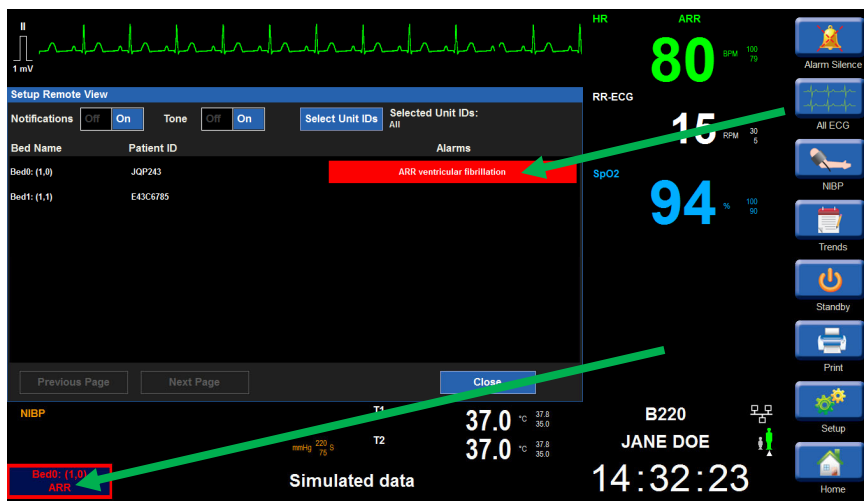 II
1 mV
HR ARR
80 BPM 100 79
Alarm Silence
Setup Remote View
Notifications Off On Tone Off On Select Unit IDs Selected Unit IDs: All
RR-ECG
15 RPM 30 5
All ECG
Bed Name Patient ID Alarms
Bed0: (1,0) JQP243 ARR ventricular fibrillation
Bed1: (1,1) E43C6785
SpO2
94 % 100 90
NIBP
Trends
Standby
Print
Previous Page Next Page Close
NIBP
mmHg 220 75 S
T1 37.0 °C 37.8 35.0
T2 37.0 °C 37.8 35.0
B220
JANE DOE
Setup
Bed0: (1,0)
ARR
Simulated data
14:32:23
Home